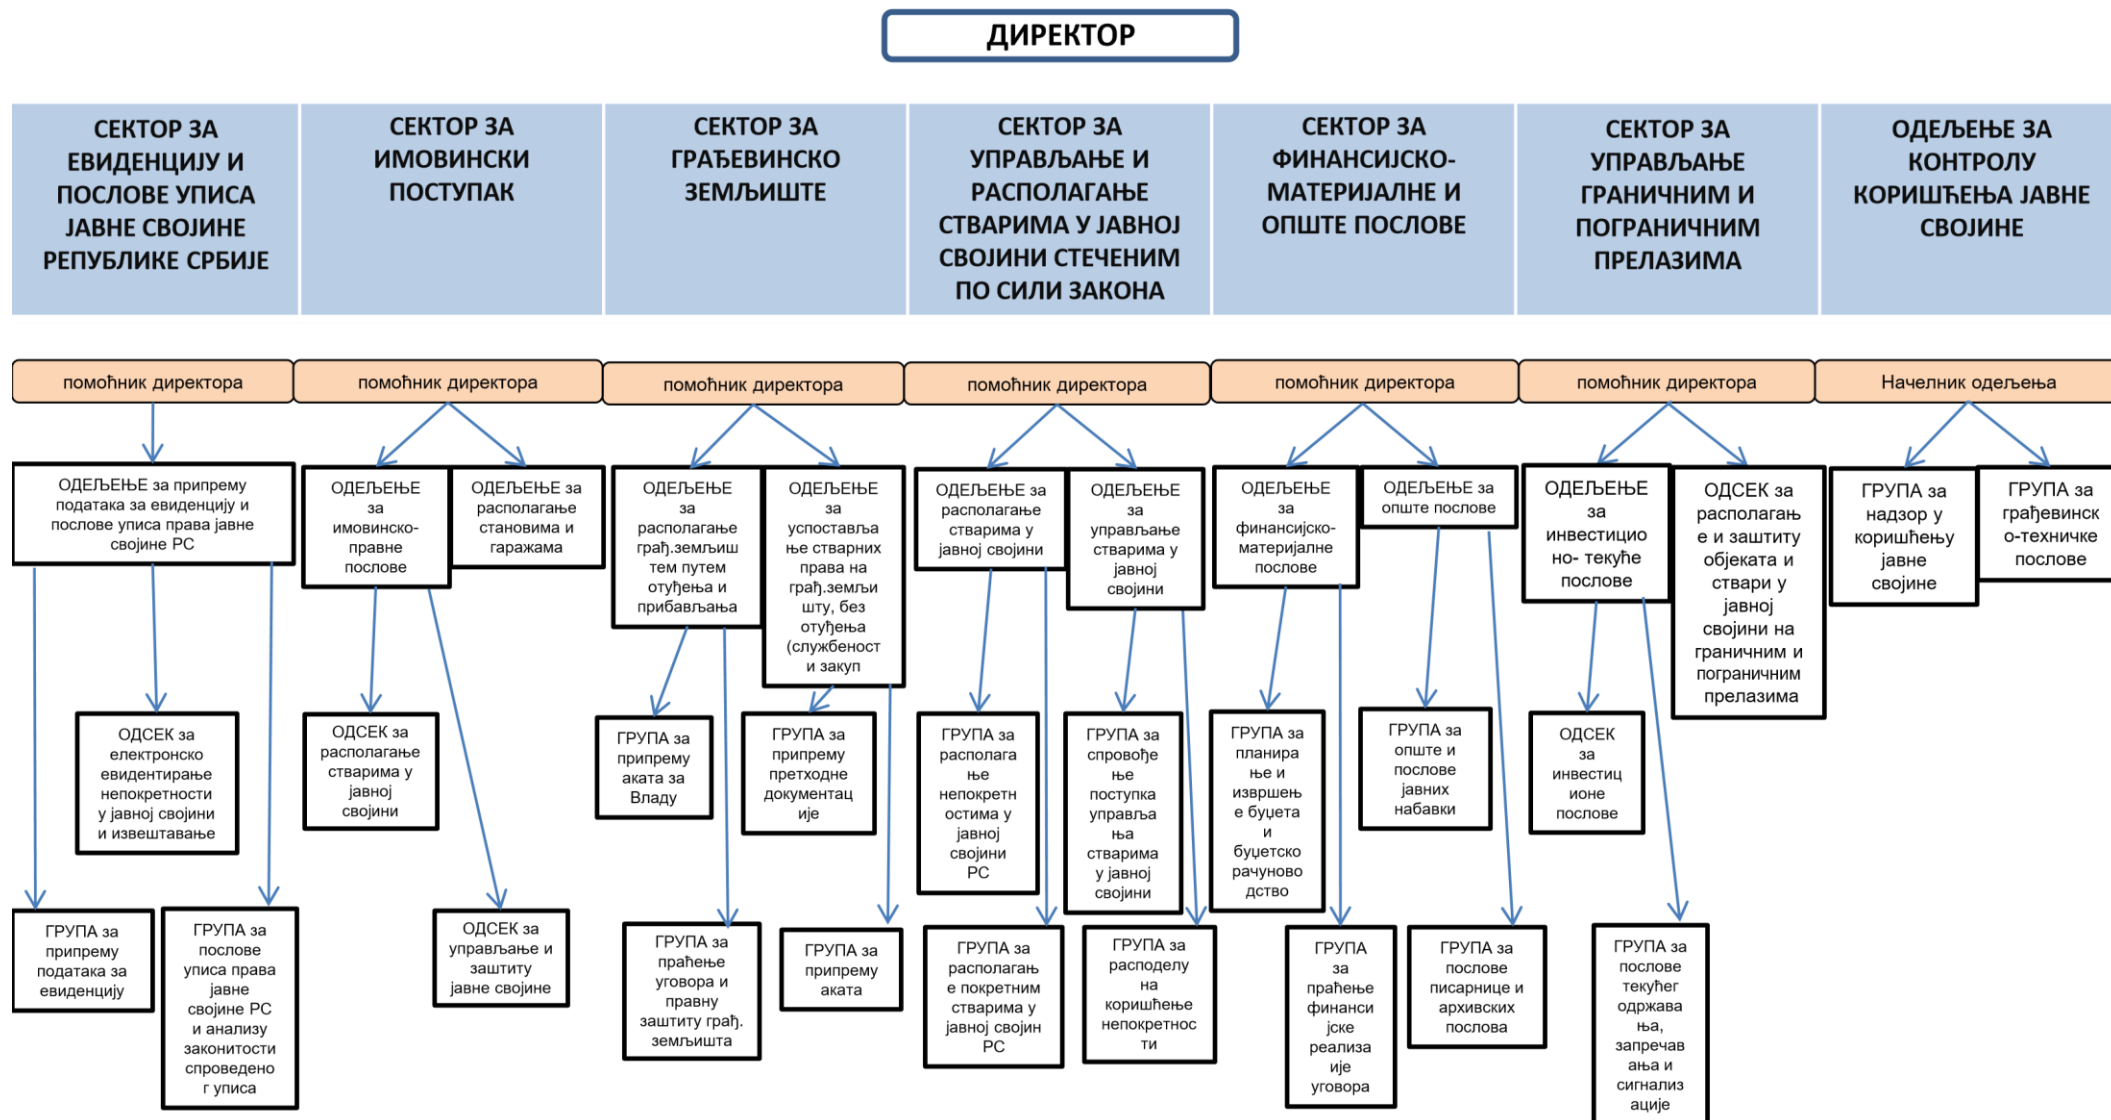 ДИРЕКТОР
СЕКТОР ЗА
ЕВИДЕНЦИЈУ И
ПОСЛОВЕ УПИСА
ЈАВНЕ СВОЈИНЕ
РЕПУБЛИКЕ СРБИЈЕ
СЕКТОР ЗА
ИМОВИНСКИ
ПОСТУПАК
СЕКТОР ЗА
ГРАЂЕВИНСКО
ЗЕМЉИШТЕ
СЕКТОР ЗА
УПРАВЉАЊЕ И
РАСПОЛАГАЊЕ
СТВАРИМА У ЈАВНОЈ
СВОЈИНИ СТЕЧЕНИМ
ПО СИЛИ ЗАКОНА
СЕКТОР ЗА
ФИНАНСИЈСКО-
МАТЕРИЈАЛНЕ И
ОПШТЕ ПОСЛОВЕ
СЕКТОР ЗА
УПРАВЉАЊЕ
ГРАНИЧНИМ И
ПОГРАНИЧНИМ
ПРЕЛАЗИМА
ОДЕЉЕЊЕ ЗА
КОНТРОЛУ
КОРИШЋЕЊА ЈАВНЕ
СВОЈИНЕ
помоћник директора
помоћник директора
помоћник директора
помоћник директора
помоћник директора
помоћник директора
Начелник одељења
ОДЕЉЕЊЕ за припрему
података за евиденцију и
послове уписа права јавне
својине РС
ОДЕЉЕЊЕ
за
имовинско-
правне
послове
ОДЕЉЕЊЕ за
располагање
становима и
гаражама
ОДЕЉЕЊЕ
за
располагање
грађ.земљиш
тем путем
отуђења и
прибављања
ОДЕЉЕЊЕ
за
успоставља
ње стварних
права на
грађ.земљи
шту, без
отуђења
(службеност
и закуп
ОДЕЉЕЊЕ за
располагање
стварима у
јавној својини
ОДЕЉЕЊЕ
за
управљање
стварима у
јавној
својини
ОДЕЉЕЊЕ
за
финансијско-
материјалне
послове
ОДЕЉЕЊЕ за
опште послове
ОДЕЉЕЊЕ
за
инвестицио
но- текуће
послове
ОДСЕК за
располагањ
е и заштиту
објеката и
ствари у
јавној
својини на
граничним и
пограничним
прелазима
ГРУПА за
надзор у
коришћењу
јавне
својине
ГРУПА за
грађевинск
о-техничке
послове
ОДСЕК за
електронско
евидентирање
непокретности
у јавној својини
и извештавање
ОДСЕК за
располагање
стварима у
јавној
својини
ГРУПА за
припрему
аката за
Владу
ГРУПА за
припрему
претходне
документац
ије
ГРУПА за
располага
ње
непокретн
остима у
јавној
својини
РС
ГРУПА за
спровође
ње
поступка
управља
ња
стварима
у јавној
својини
ГРУПА за
планира
ње и
извршењ
е буџета
и
буџетско
рачуново
дство
ГРУПА за
опште и
послове
јавних
набавки
ОДСЕК
за
инвестиц
ионе
послове
ГРУПА за
припрему
података за
евиденцију
ГРУПА за
послове
уписа права
јавне
својине РС
и анализу
законитости
спроведено
г уписа
ОДСЕК за
управљање и
заштиту
јавне својине
ГРУПА за
праћење
уговора и
правну
заштиту грађ.
земљишта
ГРУПА за
припрему
аката
ГРУПА за
располагањ
е покретним
стварима у
јавној својин
РС
ГРУПА за
расподелу
на
коришћење
непокретнос
ти
ГРУПА
за
праћење
финанси
јске
реализа
ије
уговора
ГРУПА за
послове
писарнице и
архивских
послова
ГРУПА за
послове
текућег
одржава
ња,
запречав
ања и
сигнализ
ације